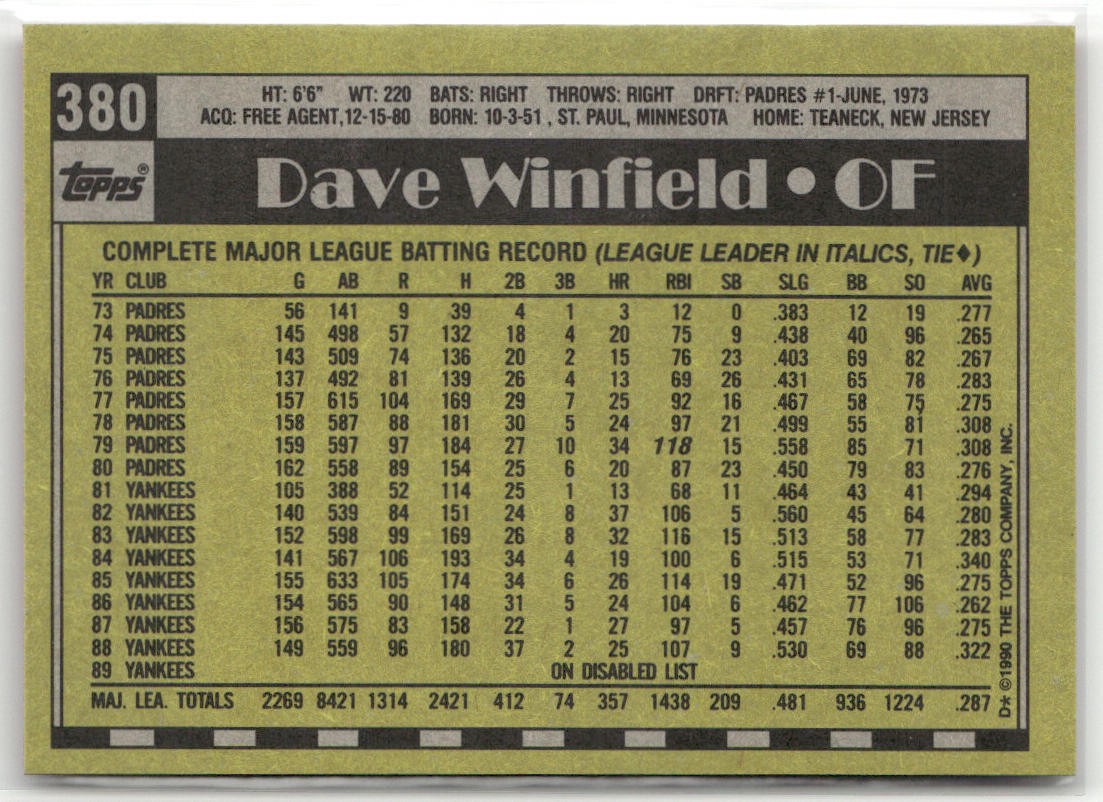 380
HT: 6'6" WT: 220 BATS: RIGHT THROWS: RIGHT DRFT: PADRES #1-JUNE, 1973
ACQ: FREE AGENT,12-15-80 BORN: 10-3-51 , ST. PAUL, MINNESOTA HOME: TEANECK, NEW JERSEY
topps®
Dave Winfield • OF
COMPLETE MAJOR LEAGUE BATTING RECORD (LEAGUE LEADER IN ITALICS, TIE♦)
YR CLUB G AB R H 2B 3B HR RBI SB SLG BB SO AVG
73 PADRES 56 141 9 39 4 1 3 12 0 .383 12 19 .277
74 PADRES 145 498 57 132 18 4 20 75 9 .438 40 96 .265
75 PADRES 143 509 74 136 20 2 15 76 23 .403 69 82 .267
76 PADRES 137 492 81 139 26 4 13 69 26 .431 65 78 .283
77 PADRES 157 615 104 169 29 7 25 92 16 .467 58 75 .275
78 PADRES 158 587 88 181 30 5 24 97 21 .499 55 81 .308
79 PADRES 159 597 97 184 27 10 34 118 15 .558 85 71 .308
80 PADRES 162 558 89 154 25 6 20 87 23 .450 79 83 .276
81 YANKEES 105 388 52 114 25 1 13 68 11 .464 43 41 .294
82 YANKEES 140 539 84 151 24 8 37 106 5 .560 45 64 .280
83 YANKEES 152 598 99 169 26 8 32 116 15 .513 58 77 .283
84 YANKEES 141 567 106 193 34 4 19 100 6 .515 53 71 .340
85 YANKEES 155 633 105 174 34 6 26 114 19 .471 52 96 .275
86 YANKEES 154 565 90 148 31 5 24 104 6 .462 77 106 .262
87 YANKEES 156 575 83 158 22 1 27 97 5 .457 76 96 .275
88 YANKEES 149 559 96 180 37 2 25 107 9 .530 69 88 .322
89 YANKEES ON DISABLED LIST
MAJ. LEA. TOTALS 2269 8421 1314 2421 412 74 357 1438 209 .481 936 1224 .287
D* ©1990 THE TOPPS COMPANY, INC.